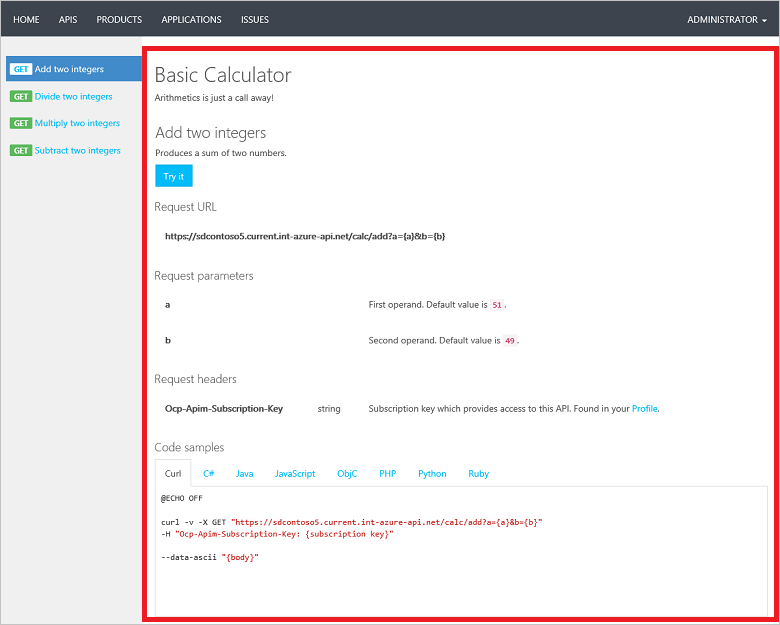 HOME APIS PRODUCTS APPLICATIONS ISSUES ADMINISTRATOR
GET Add two integers
GET Divide two integers
GET Multiply two integers
GET Subtract two integers
Basic Calculator
Arithmetics is just a call away!
Add two integers
Produces a sum of two numbers.
Try it
Request URL
https://sdcontoso5.current.int-azure-api.net/calc/add?a={a}&b={b}
Request parameters
a First operand. Default value is 51 .
b Second operand. Default value is 49 .
Request headers
Ocp-Apim-Subscription-Key string Subscription key which provides access to this API. Found in your Profile.
Code samples
Curl C# Java JavaScript ObjC PHP Python Ruby
@ECHO OFF
curl -v -X GET "https://sdcontoso5.current.int-azure-api.net/calc/add?a={a}&b={b}"
-H "Ocp-Apim-Subscription-Key: {subscription key}"
--data-ascii "{body}"